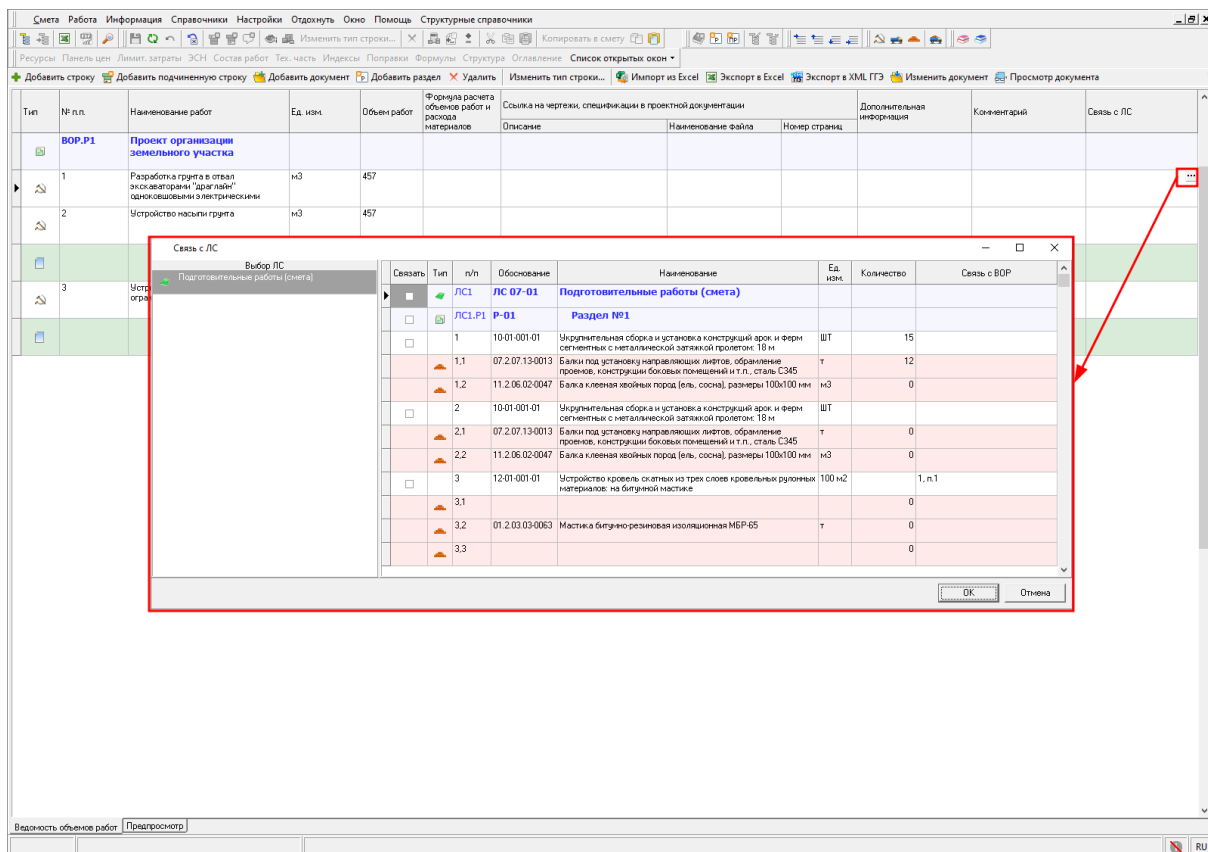 Смета Работа Информация Справочники Настройки Отдохнуть Окно Помощь Структурные справочники
Изменить тип строки... Копировать в смету
Ресурсы Панель цен Лимит. затраты ЭСН Состав работ Тех. часть Индексы Поправки Формулы Структура Оглавление Список открытых окон
Добавить строку Добавить подчиненную строку Добавить документ Добавить раздел Удалить Изменить тип строки... Импорт из Excel Экспорт в Excel Экспорт в XML ГГЭ Изменить документ Просмотр документа
Тип № п.п. Наименование работ Ед. изм. Объем работ
Формула расчета
объемов работ и
расхода
материалов
Ссылка на чертежи, спецификации в проектной документации
Описание Наименование файла Номер страниц
Дополнительная
информация
Комментарий Связь с ЛС
ВОР.Р1 Проект организации
земельного участка
1 Разработка грунта в отвал м3 457
экскаваторами "драглайн"
одноковшовыми электрическими
...
2 Устройство насыпи грунта м3 457
3 Устр
огра
Связь с ЛС
Выбор ЛС
Подготовительные работы (смета)
Связать Тип п/п Обоснование Наименование Ед. Количество Связь с ВОР
изм.
ЛС1 ЛС 07-01 Подготовительные работы (смета)
ЛС1.Р1 Р-01 Раздел №1
1 10-01-001-01 Укрупнительная сборка и установка конструкций арок и ферм ШТ 15
сегментных с металлической затяжкой пролетом: 18 м
1,1 07.2.07.13-0013 Балки под установку направляющих лифтов, обрамление т 12
проемов, конструкции боковых помещений и т.п., сталь С345
1,2 11.2.06.02-0047 Балка клееная хвойных пород (ель, сосна), размеры 100х100 мм м3 0
2 10-01-001-01 Укрупнительная сборка и установка конструкций арок и ферм ШТ
сегментных с металлической затяжкой пролетом: 18 м
2,1 07.2.07.13-0013 Балки под установку направляющих лифтов, обрамление т 0
проемов, конструкции боковых помещений и т.п., сталь С345
2,2 11.2.06.02-0047 Балка клееная хвойных пород (ель, сосна), размеры 100х100 мм м3 0
3 12-01-001-01 Устройство кровель скатных из трех слоев кровельных рулонных 100 м2 1, п.1
материалов: на битумной мастике
3,1 0
3,2 01.2.03.03-0063 Мастика битумно-резиновая изоляционная МБР-65 т 0
3,3 0
OK Отмена
Ведомость объемов работ Предпросмотр
RU